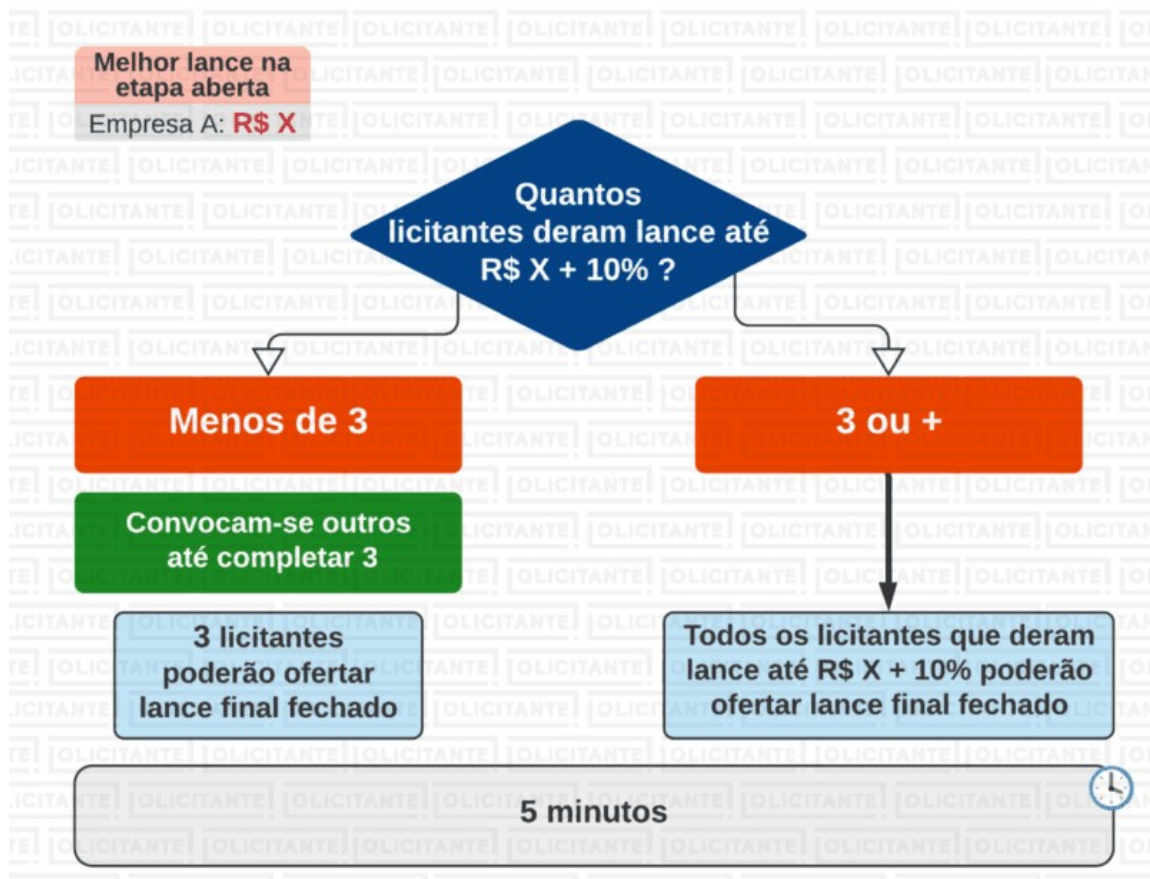 Melhor lance na
etapa aberta
Empresa A: R$ X
Quantos
licitantes deram lance até
R$ X + 10% ?
Menos de 3
3 ou +
Convocam-se outros
até completar 3
3 licitantes
poderão ofertar
lance final fechado
Todos os licitantes que deram
lance até R$ X + 10% poderão
ofertar lance final fechado
5 minutos
OLICITANTE